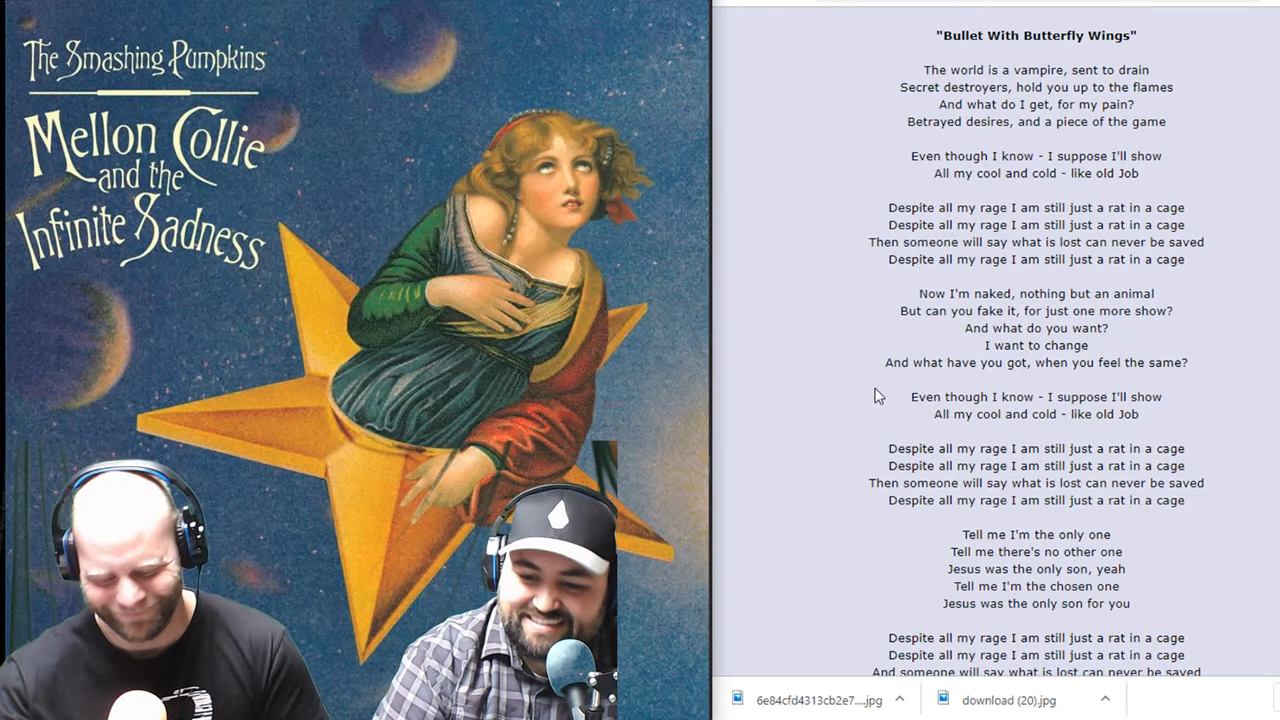 The Smashing Pumpkins
Mellon Collie
and the
Infinite Sadness
"Bullet With Butterfly Wings"
The world is a vampire, sent to drain
Secret destroyers, hold you up to the flames
And what do I get, for my pain?
Betrayed desires, and a piece of the game
Even though I know - I suppose I'll show
All my cool and cold - like old Job
Despite all my rage I am still just a rat in a cage
Despite all my rage I am still just a rat in a cage
Then someone will say what is lost can never be saved
Despite all my rage I am still just a rat in a cage
Now I'm naked, nothing but an animal
But can you fake it, for just one more show?
And what do you want?
I want to change
And what have you got, when you feel the same?
Even though I know - I suppose I'll show
All my cool and cold - like old Job
Despite all my rage I am still just a rat in a cage
Despite all my rage I am still just a rat in a cage
Then someone will say what is lost can never be saved
Despite all my rage I am still just a rat in a cage
Tell me I'm the only one
Tell me there's no other one
Jesus was the only son, yeah
Tell me I'm the chosen one
Jesus was the only son for you
Despite all my rage I am still just a rat in a cage
Despite all my rage I am still just a rat in a cage
And someone will say what is lost can never be saved
6e84cfd4313cb2e7....jpg
download (20).jpg